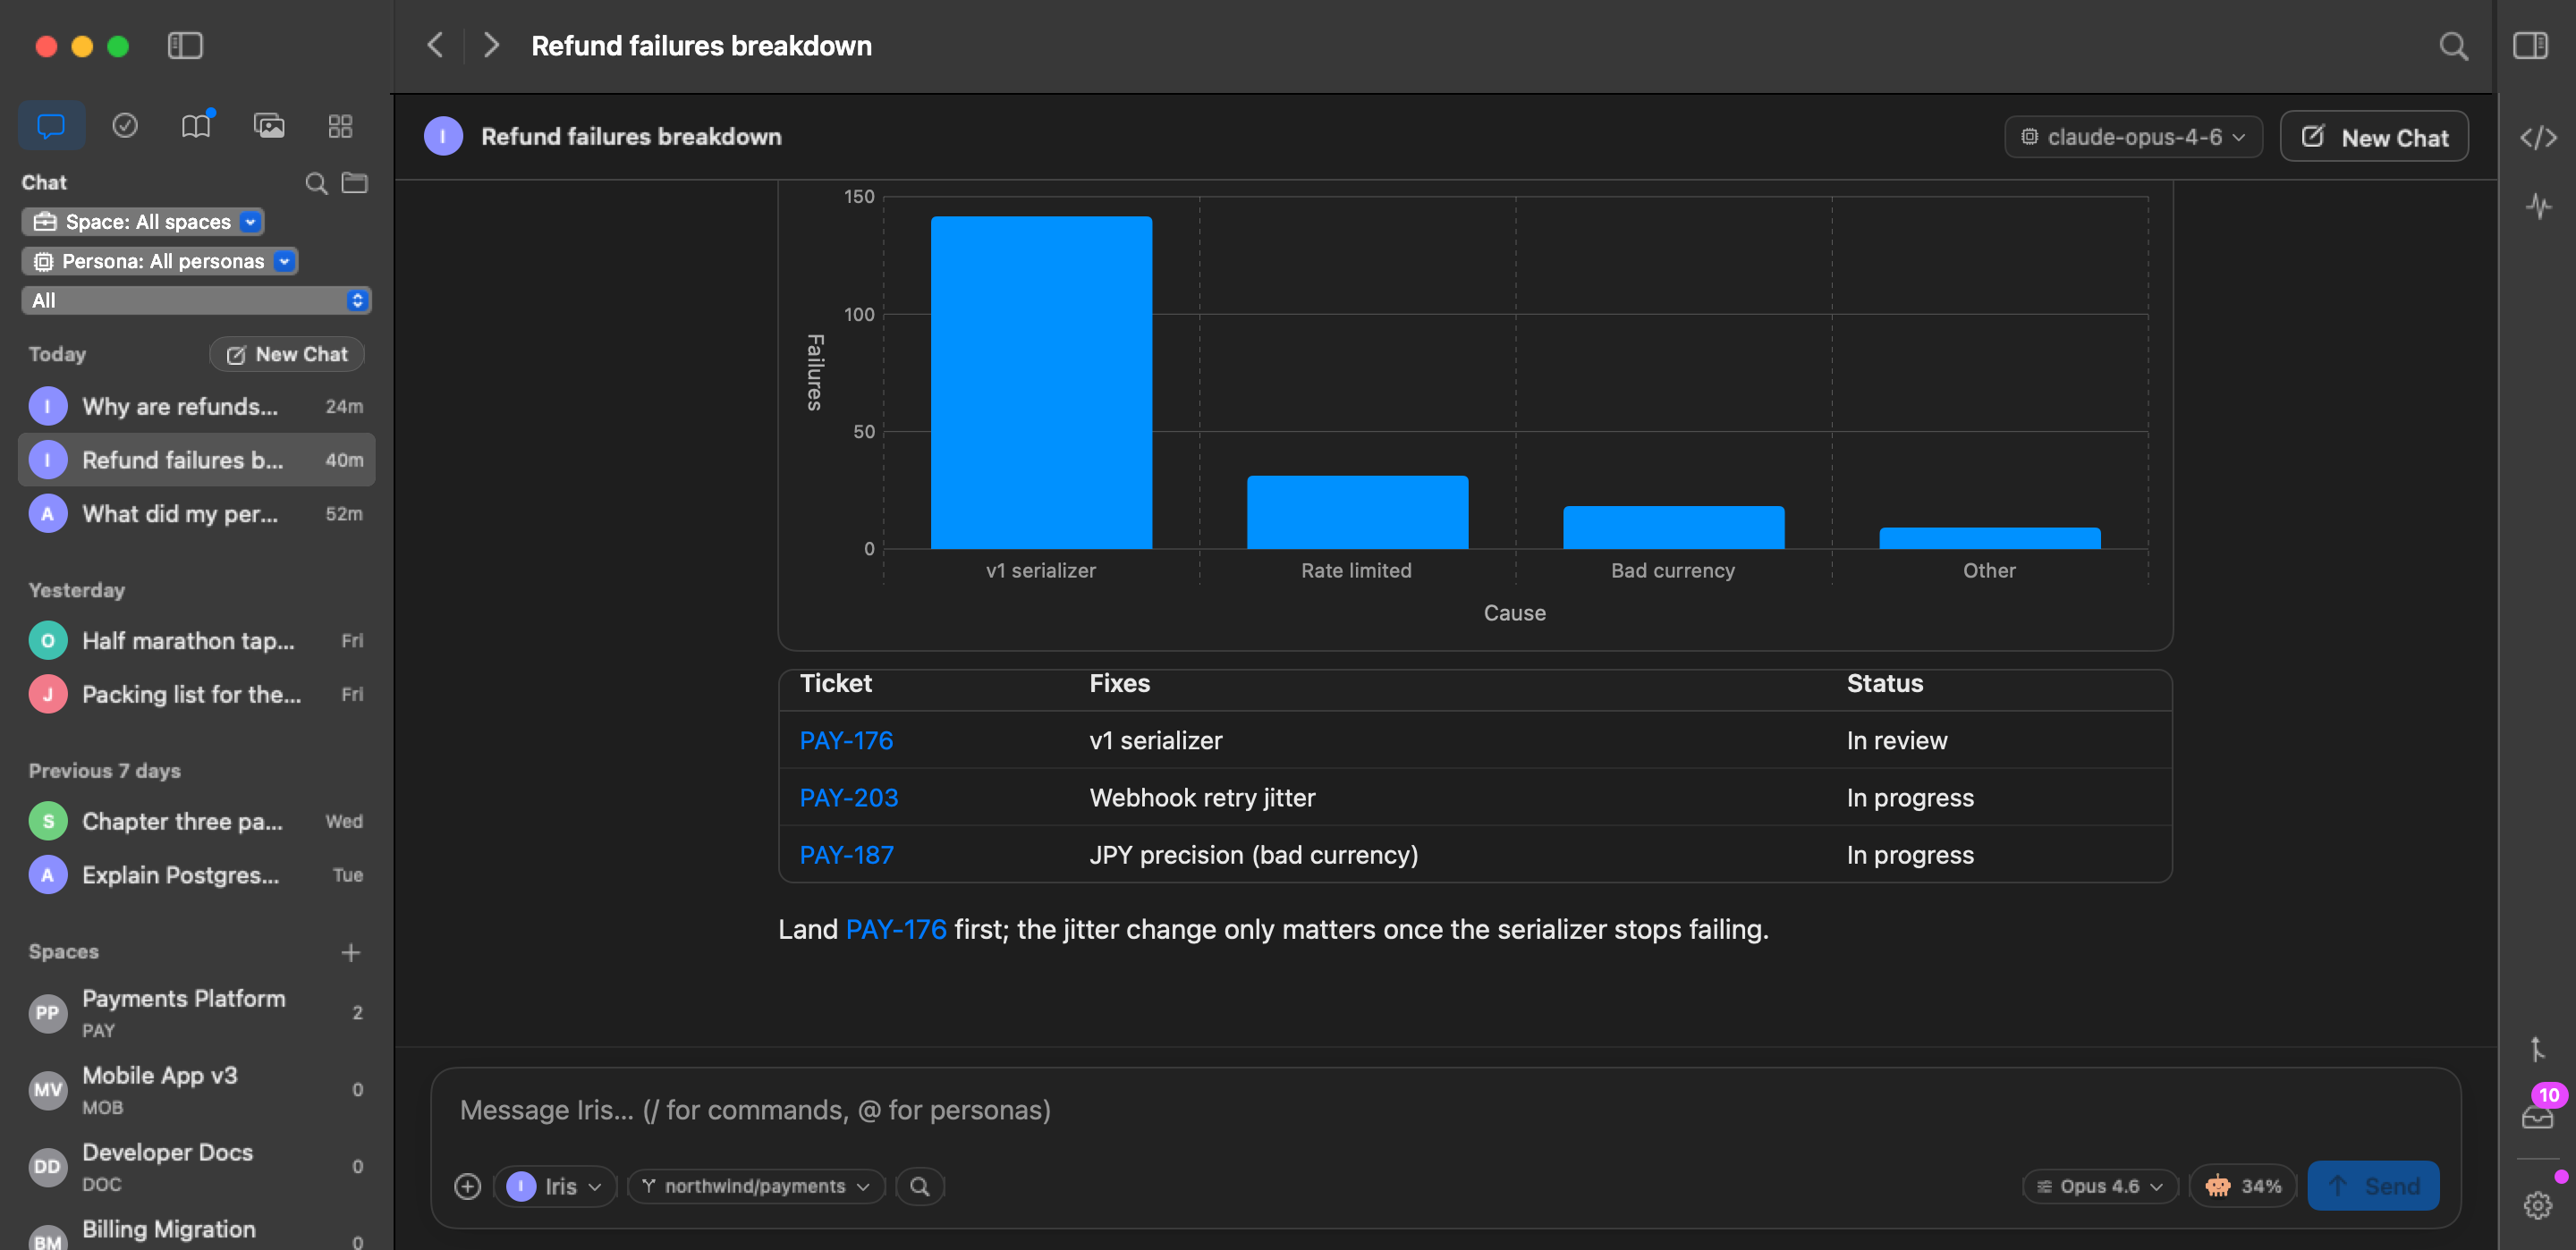 Refund failures breakdown
Chat
Space: All spaces
Persona: All personas
All
Today
New Chat
I
Why are refunds...
24m
I
Refund failures b...
40m
A
What did my per...
52m
Yesterday
O
Half marathon tap...
Fri
J
Packing list for the...
Fri
Previous 7 days
S
Chapter three pa...
Wed
A
Explain Postgres...
Tue
Spaces
PP
Payments Platform
2
PAY
MV
Mobile App v3
0
MOB
DD
Developer Docs
0
DOC
BM
Billing Migration
0
I
Refund failures breakdown
claude-opus-4-6
New Chat
150
100
50
0
Failures
v1 serializer
Rate limited
Bad currency
Other
Cause
Ticket Fixes Status
PAY-176 v1 serializer In review
PAY-203 Webhook retry jitter In progress
PAY-187 JPY precision (bad currency) In progress
Land PAY-176 first; the jitter change only matters once the serializer stops failing.
Message Iris... (/ for commands, @ for personas)
I
Iris
northwind/payments
Opus 4.6
34%
Send
10